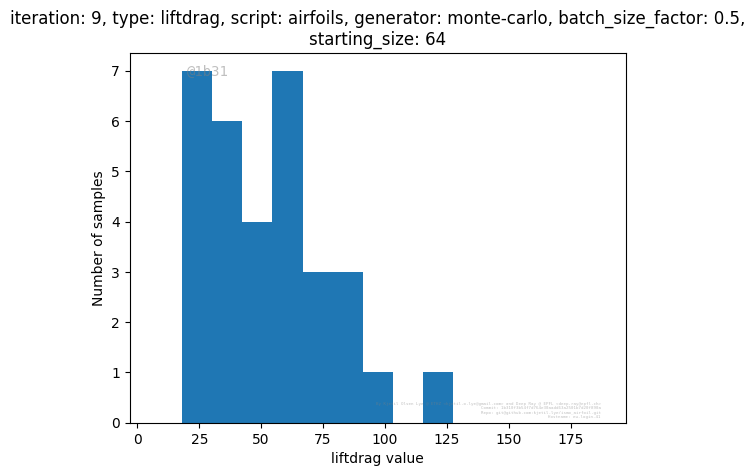 iteration: 9, type: liftdrag, script: airfoils, generator: monte-carlo, batch_size_factor: 0.5,
starting_size: 64
@1b31
7
6
5
4
3
2
1
0
Number of samples
0 25 50 75 100 125 150 175
liftdrag value